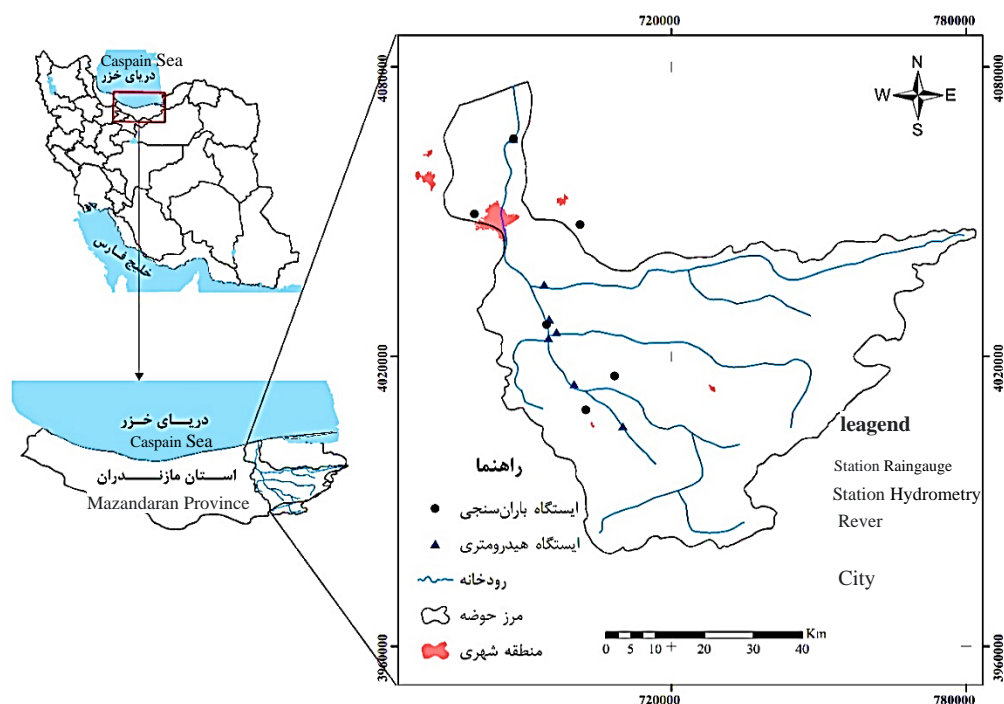 Caspain Sea
دریای خزر
خلیج فارس
دریــای خزر
Caspain Sea
استان مازنــدران
Mazandaran Province
720000
780000
4080000
4080000
N
W E
S
4020000
4020000
راهنما
ایستگاه باران‌سنجی
ایستگاه هیدرومتری
رودخانه
مرز حوضه
منطقه شهری
leagend
Station Raingauge
Station Hydrometry
Rever
City
Km
0 5 10 20 30 40
3960000
3960000
720000
780000